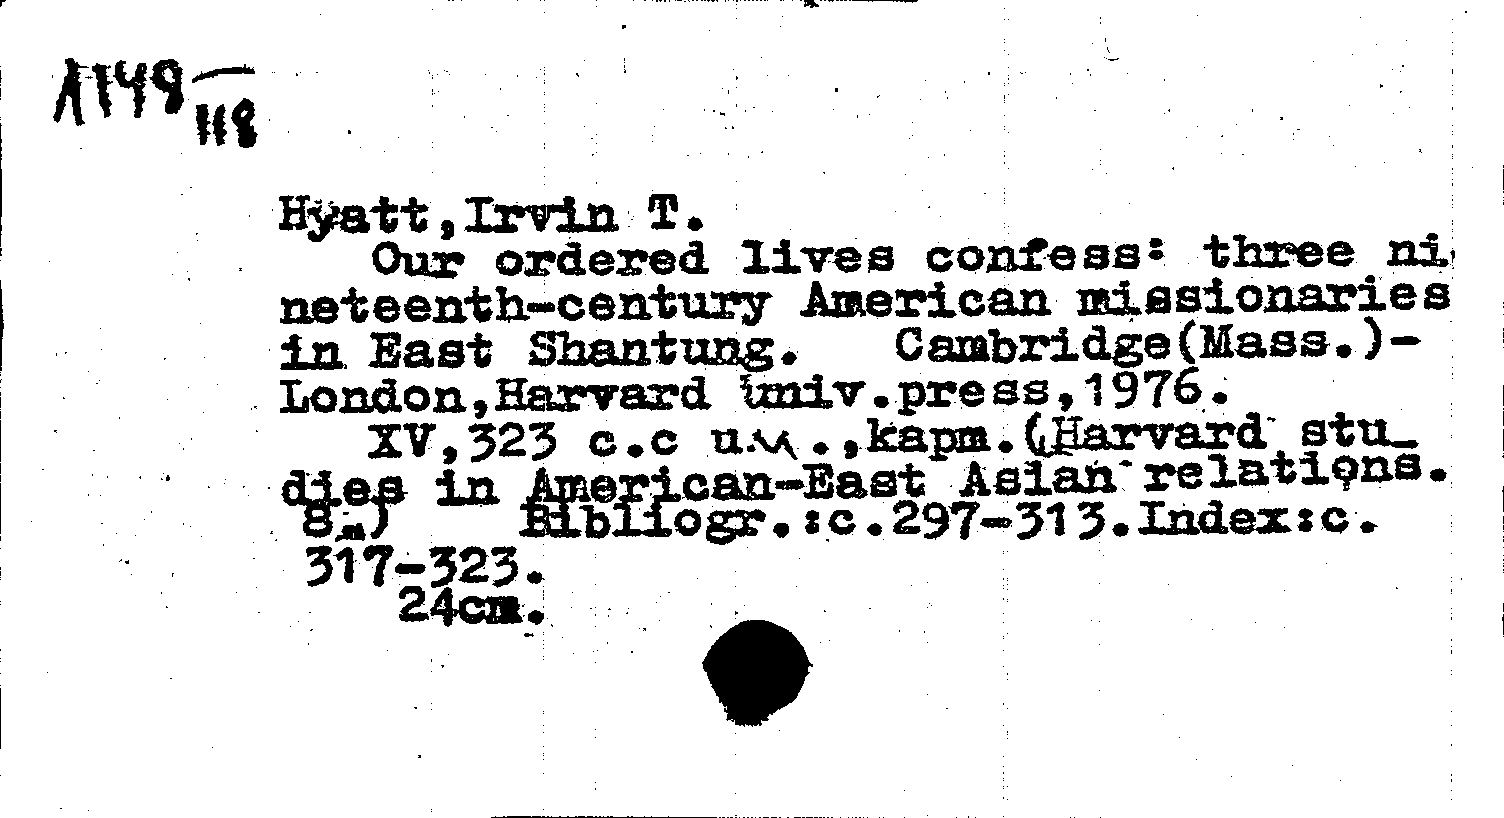 Λ1148
118
Hyatt,Irvin T.
Our ordered lives confess: three ni
neteenth-century American missionaries
in East Shantung. Cambridge(Mass.)-
London,Harvard univ.press,1976.
XV,323 c.c илл.,карт.(Harvard stu_
dies in American-East Asian relations.
8.) Bibliogr.:c.297-313.Index:c.
317-323.
24cm.